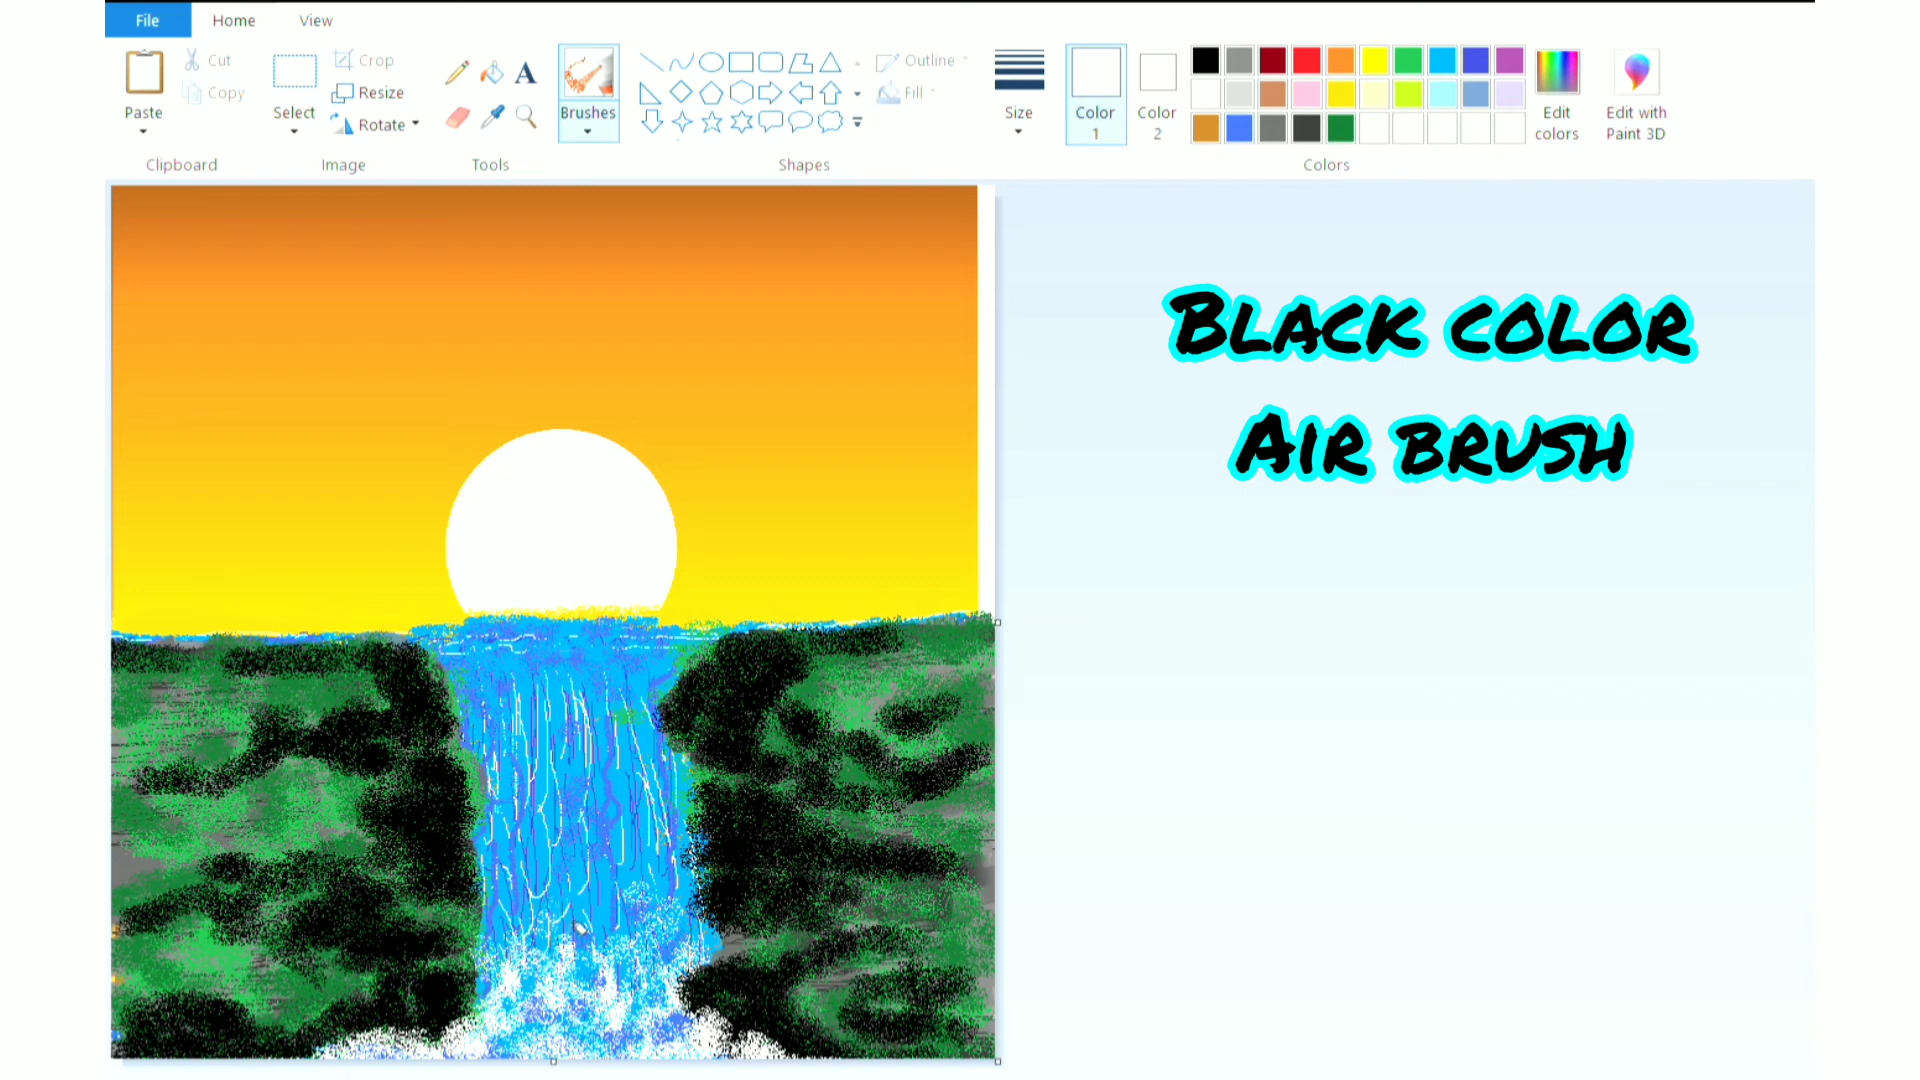 File Home View
Paste
Cut
Copy
Clipboard
Select
Crop
Resize
Rotate
Image
A
Tools
Brushes
Shapes
Outline
Fill
Size
Color
1
Color
2
Colors
Edit
colors
Edit with
Paint 3D
BLACK COLOR
AIR BRUSH